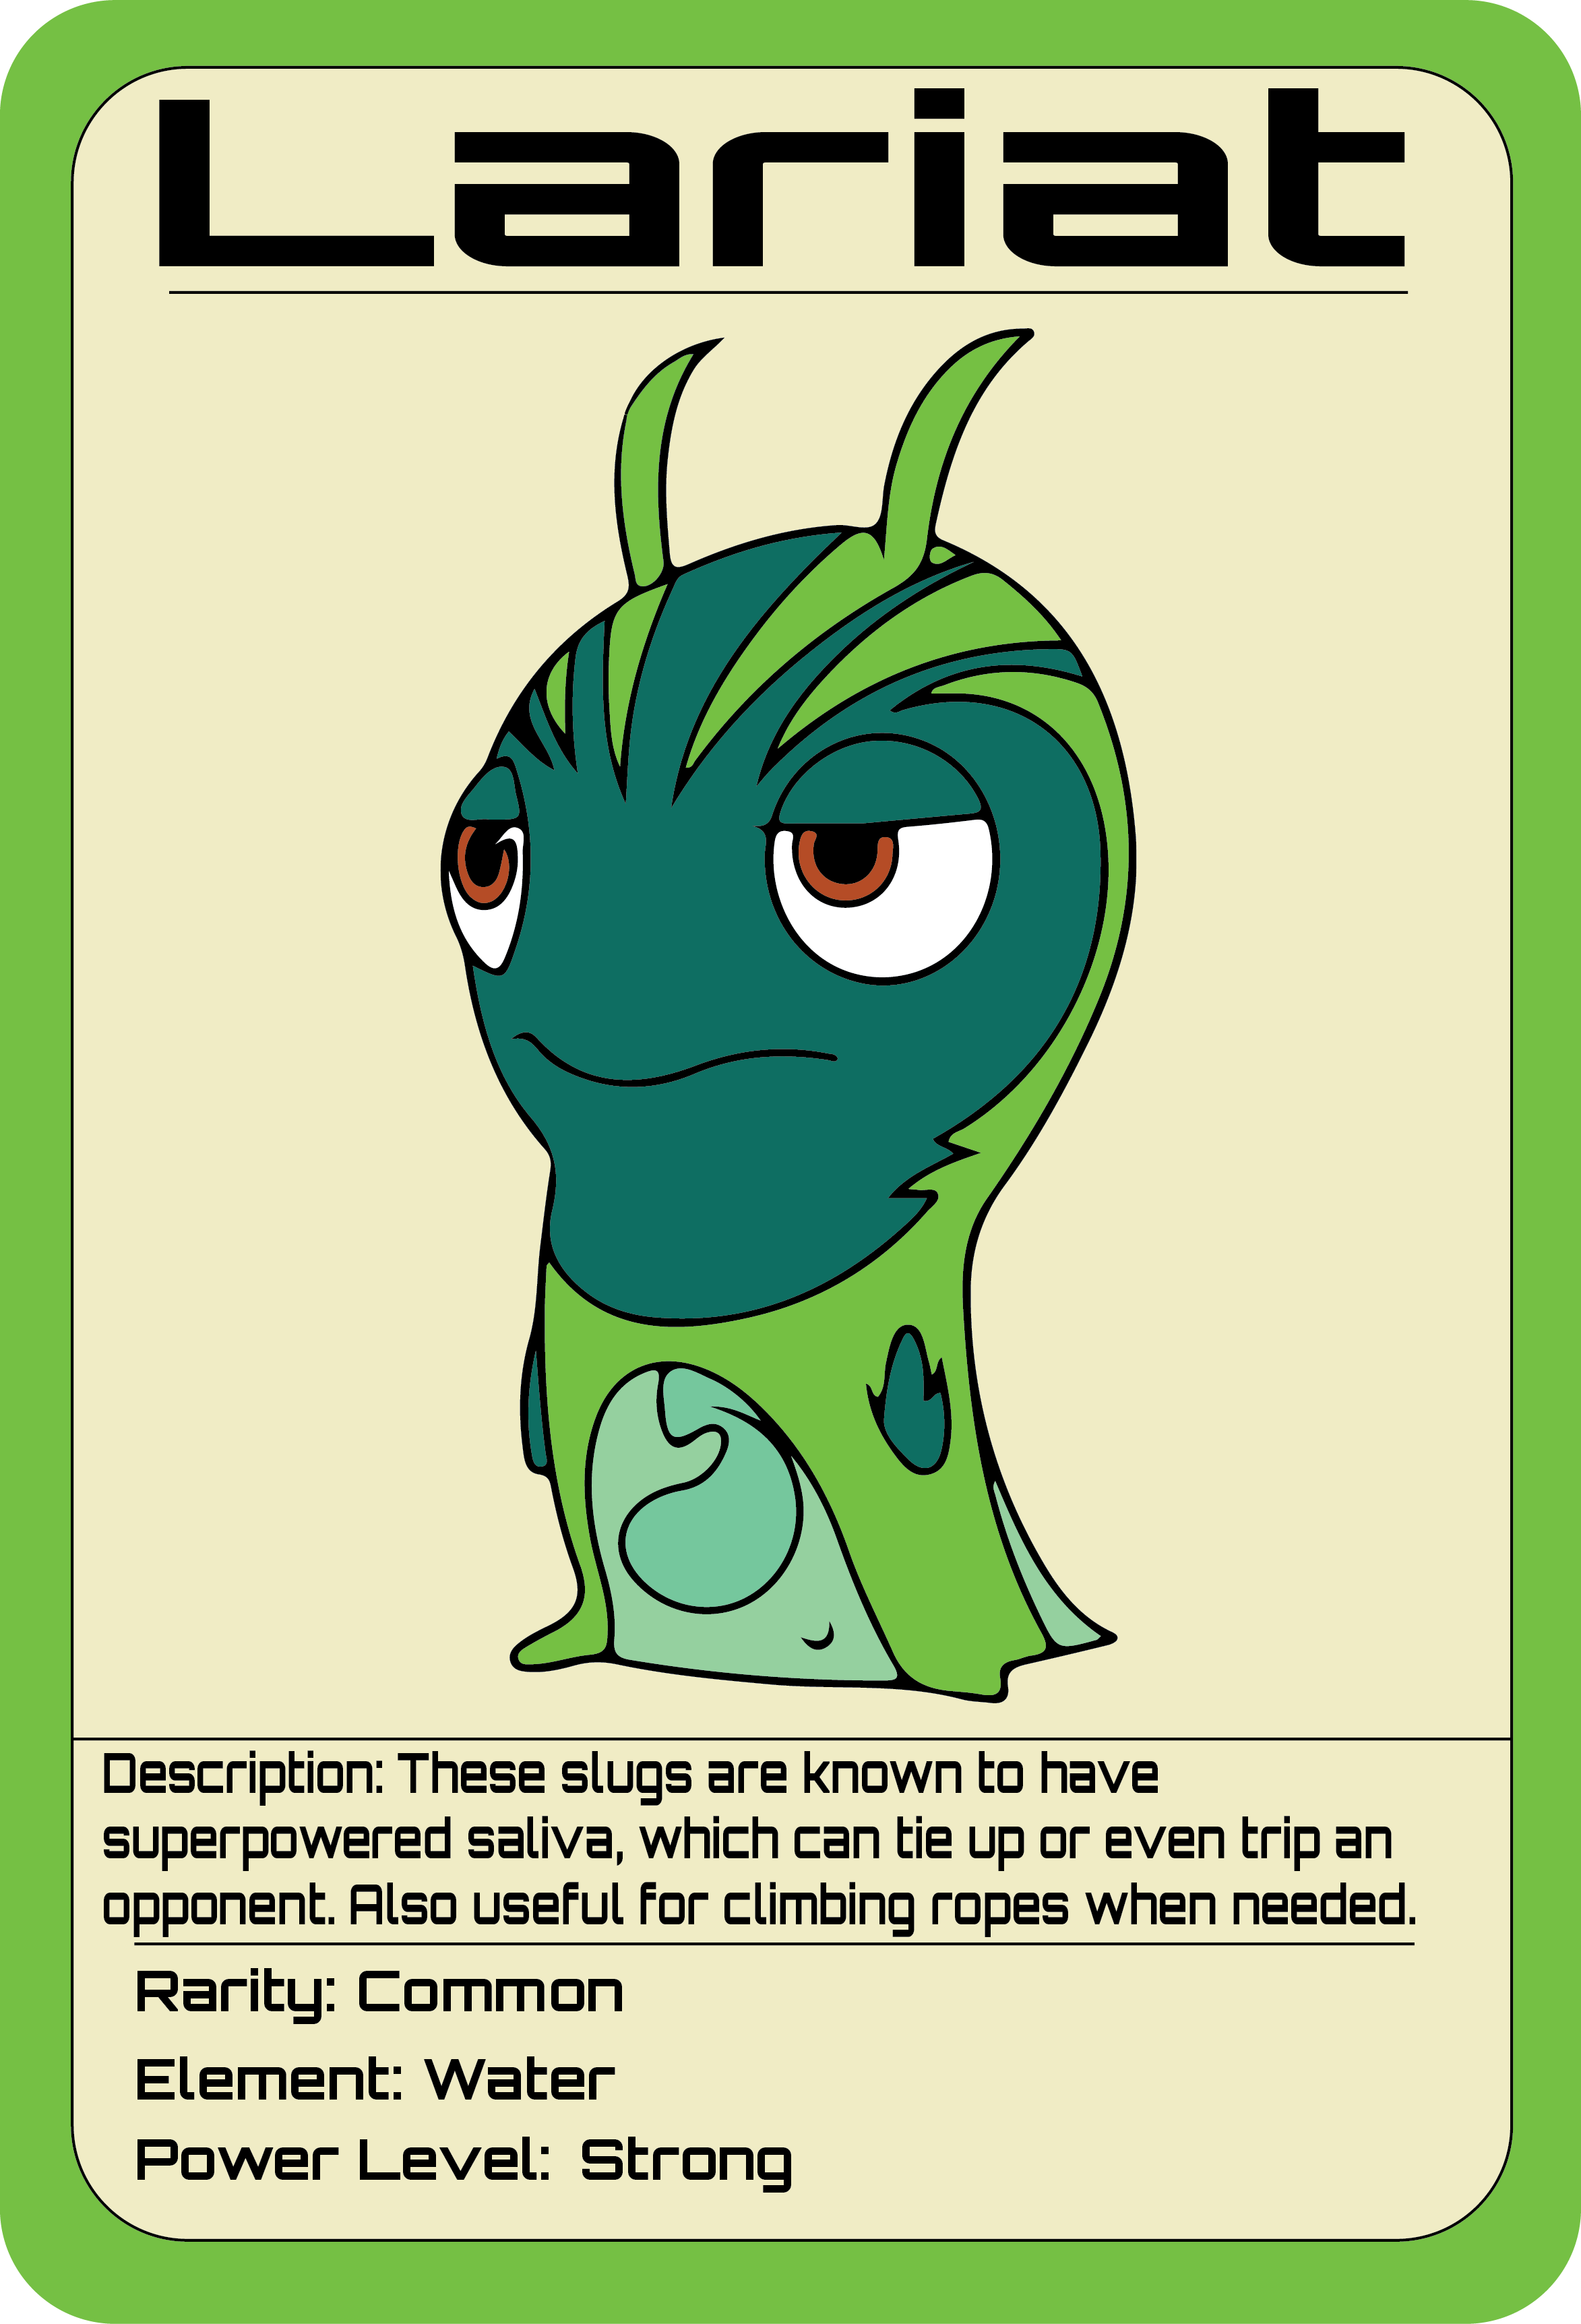 Lariat
Description: These slugs are known to have
superpowered saliva, which can tie up or even trip an
opponent. Also useful for climbing ropes when needed.
Rarity: Common
Element: Water
Power Level: Strong